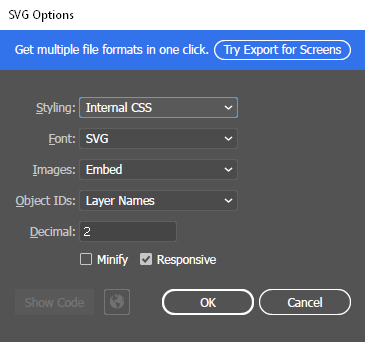 SVG Options
Get multiple file formats in one click. Try Export for Screens
Styling: Internal CSS
Font: SVG
Images: Embed
Object IDs: Layer Names
Decimal: 2
Minify Responsive
Show Code OK Cancel